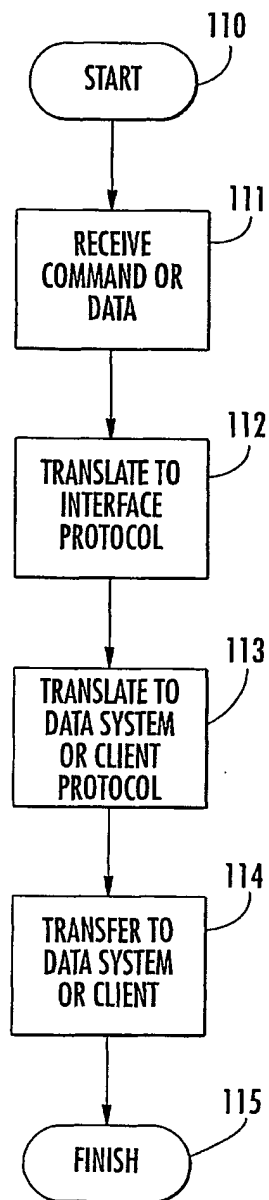 110
START
111
RECEIVE
COMMAND OR
DATA
112
TRANSLATE TO
INTERFACE
PROTOCOL
113
TRANSLATE TO
DATA SYSTEM
OR CLIENT
PROTOCOL
114
TRANSFER TO
DATA SYSTEM
OR CLIENT
115
FINISH